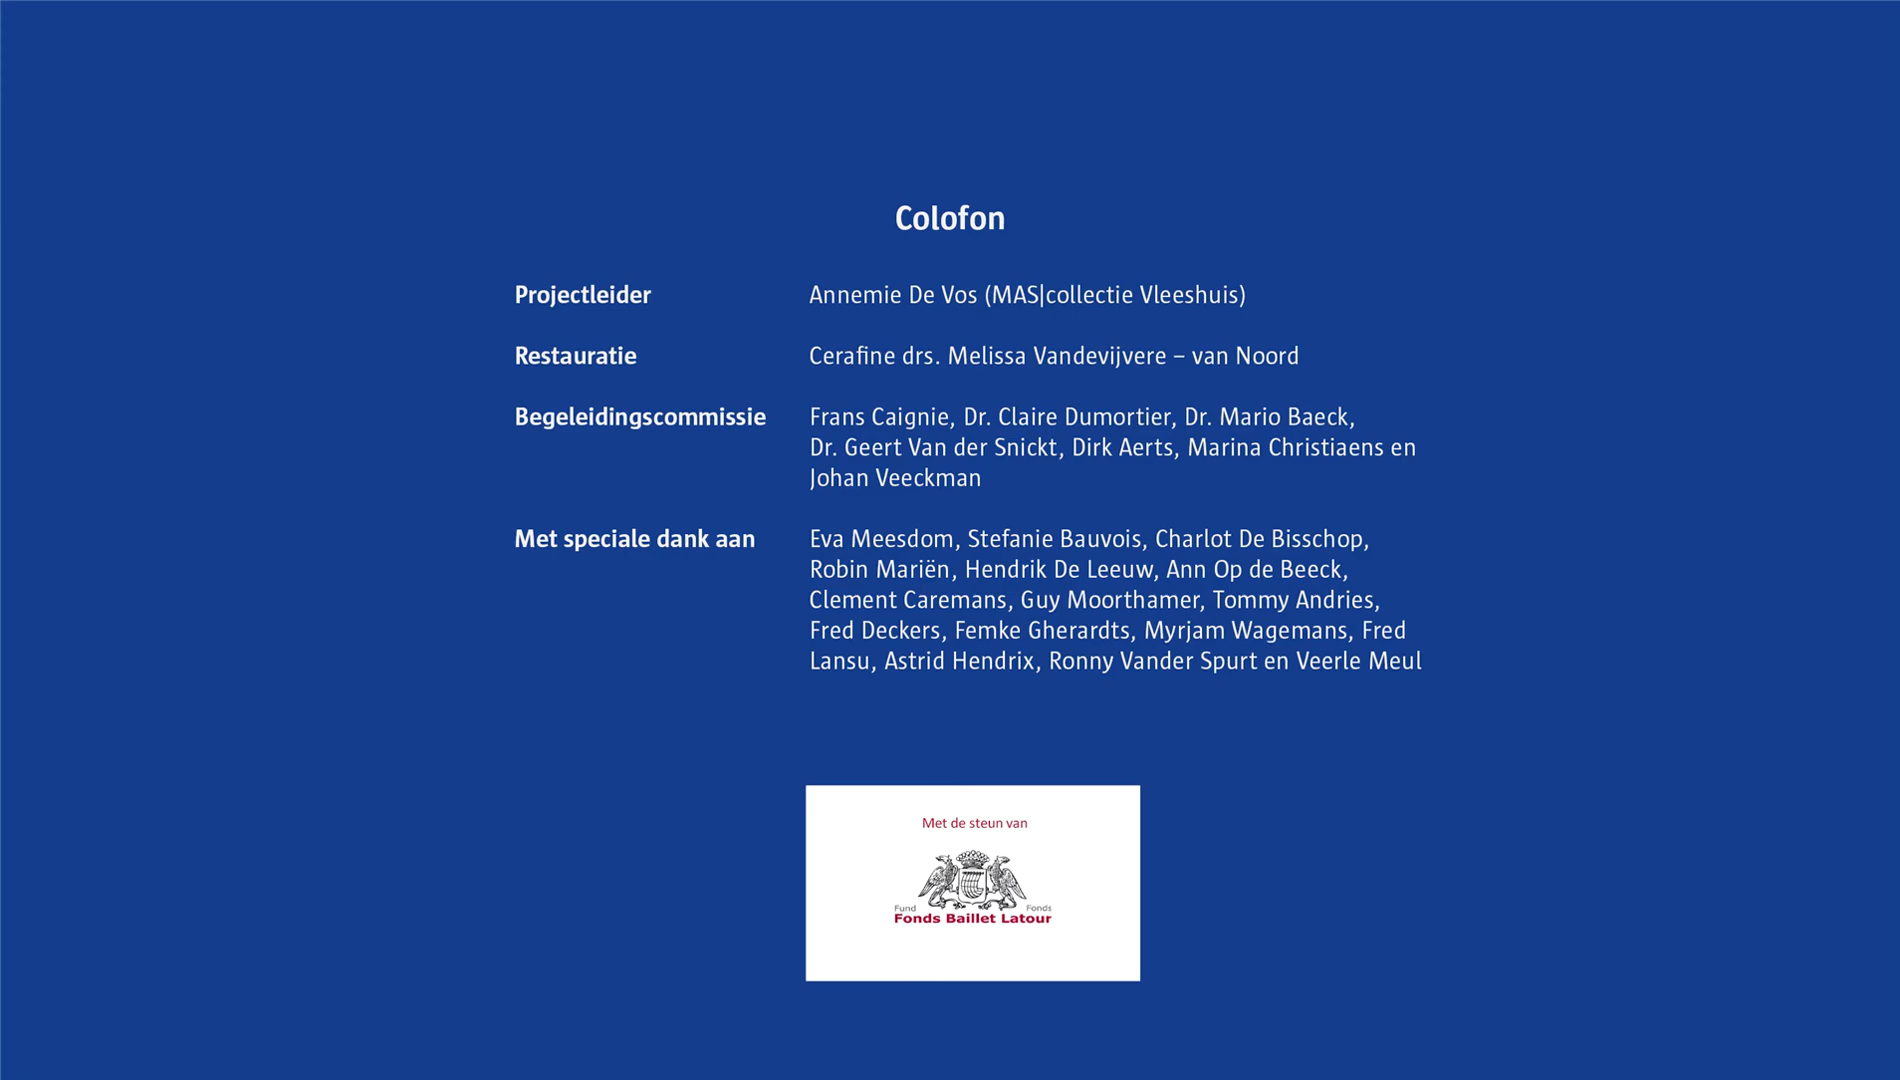 Colofon
Projectleider Annemie De Vos (MAS|collectie Vleeshuis)
Restauratie Cerafine drs. Melissa Vandevijvere – van Noord
Begeleidingscommissie Frans Caignie, Dr. Claire Dumortier, Dr. Mario Baeck,
Dr. Geert Van der Snickt, Dirk Aerts, Marina Christiaens en
Johan Veeckman
Met speciale dank aan Eva Meesdom, Stefanie Bauvois, Charlot De Bisschop,
Robin Mariën, Hendrik De Leeuw, Ann Op de Beeck,
Clement Caremans, Guy Moorthamer, Tommy Andries,
Fred Deckers, Femke Gherardts, Myrjam Wagemans, Fred
Lansu, Astrid Hendrix, Ronny Vander Spurt en Veerle Meul
Met de steun van
Fund Fonds
Fonds Baillet Latour